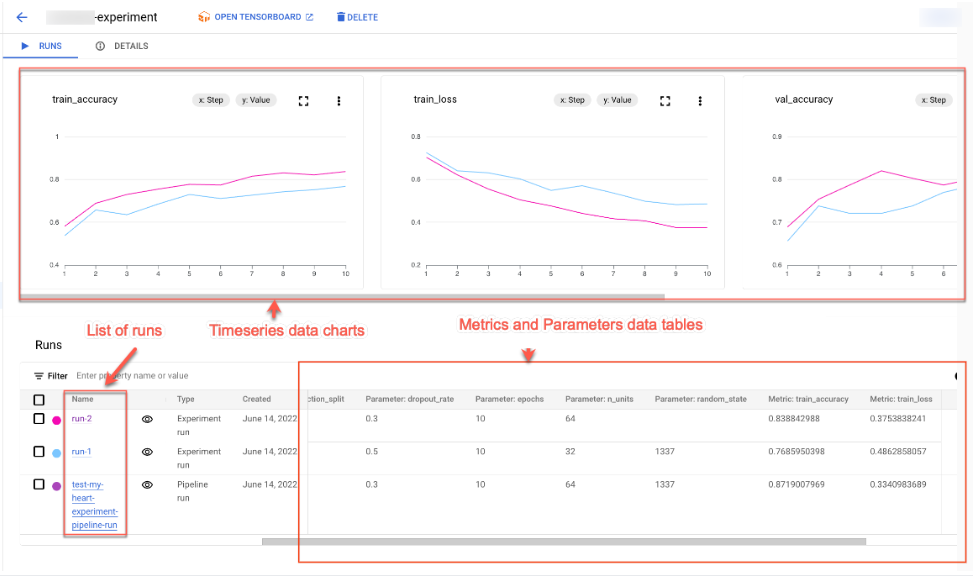 -experiment OPEN TENSORBOARD DELETE
RUNS DETAILS
train_accuracy x: Step y: Value
1
0.8
0.6
0.4
1 2 3 4 5 6 7 8 9 10
train_loss x: Step y: Value
0.8
0.6
0.4
0.2
1 2 3 4 5 6 7 8 9 10
val_accuracy x: Step
0.9
0.8
0.7
0.6
1 2 3 4 5 6
List of runs
Timeseries data charts
Metrics and Parameters data tables
Runs
Filter Enter property name or value
Name Type Created ction_split Parameter: dropout_rate Parameter: epochs Parameter: n_units Parameter: random_state Metric: train_accuracy Metric: train_loss
run-2 Experiment run June 14, 2022 0.3 10 64 0.838842988 0.3753838241
run-1 Experiment run June 14, 2022 0.5 10 32 1337 0.7685950398 0.4862858057
test-my-heart-experiment-pipeline-run Pipeline run June 14, 2022 0.3 10 64 1337 0.8719007969 0.3340983689